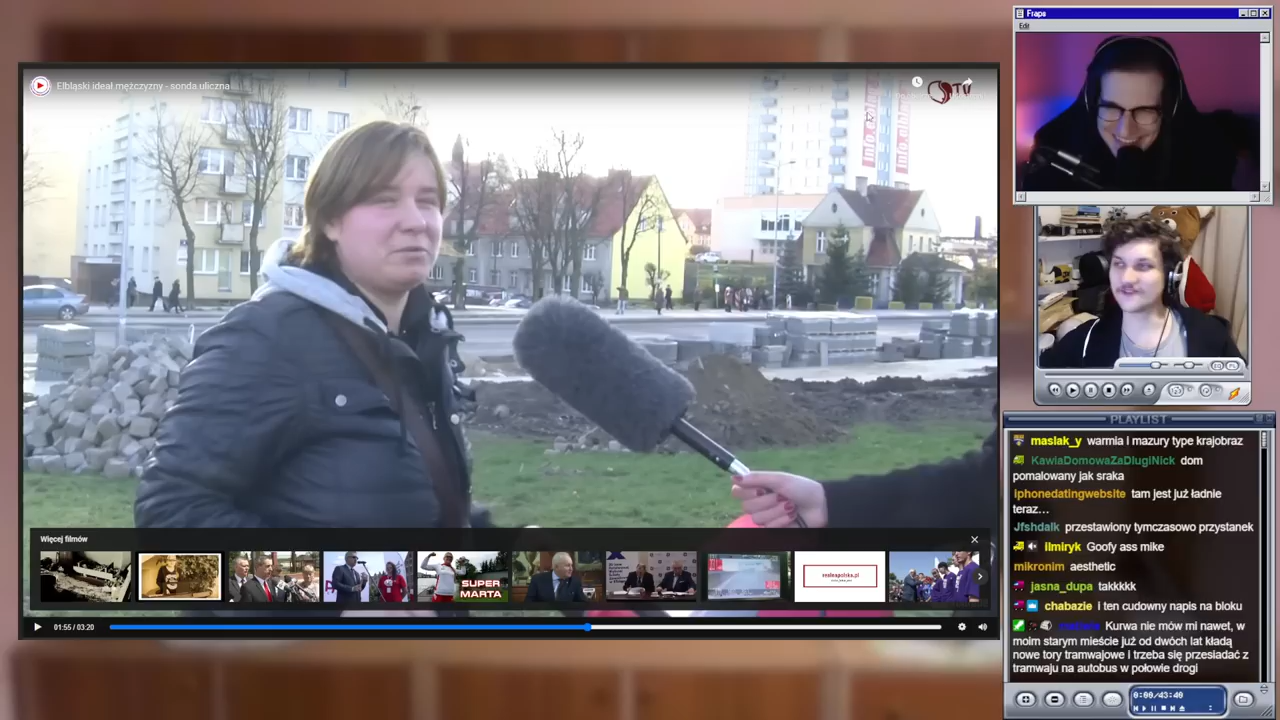 Elbląski ideał mężczyzny - sonda uliczna
TV
Więcej filmów
SUPER
MARTA
realnapolska.pl
01:55 / 03:20
Fraps
Edit
PLAYLIST
maslak_y warmia i mazury type krajobraz
KawiaDomowaZaDlugiNick dom
pomalowany jak sraka
iphonedatingwebsite tam jest już ładnie
teraz...
Jfshdalk przestawiony tymczasowo przystanek
ilmiryk Goofy ass mike
mikronim aesthetic
jasna_dupa takkkkk
chabazie i ten cudowny napis na bloku
Kurwa nie mów mi nawet, w
moim starym mieście już od dwóch lat kładą
nowe tory tramwajowe i trzeba się przesiadać z
tramwaju na autobus w połowie drogi
0:00/43:40